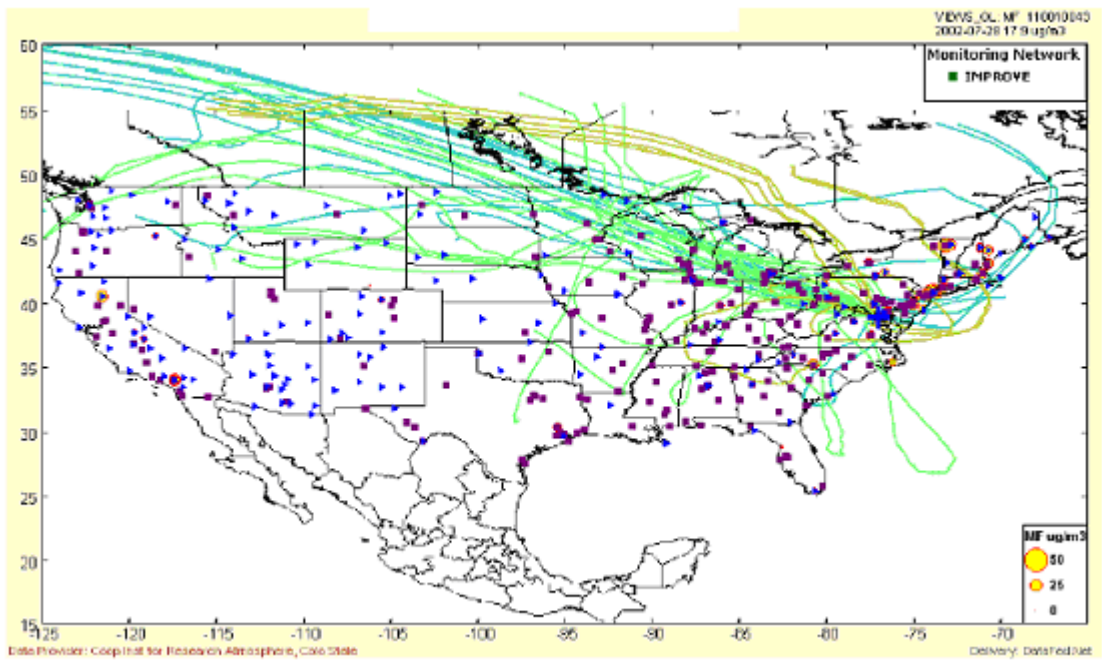 VIEWS_OL: MF 110010043
2002-07-28 17.9 ug/m3
Monitoring Network
IMPROVE
60
55
50
45
40
35
30
25
20
15
-125 -120 -115 -110 -105 -100 -95 -90 -85 -80 -75 -70
MF ug/m3
50
25
0
Data Provider: Coop Inst for Research Atmosphere, Colo State
Delivery: DataFed.Net